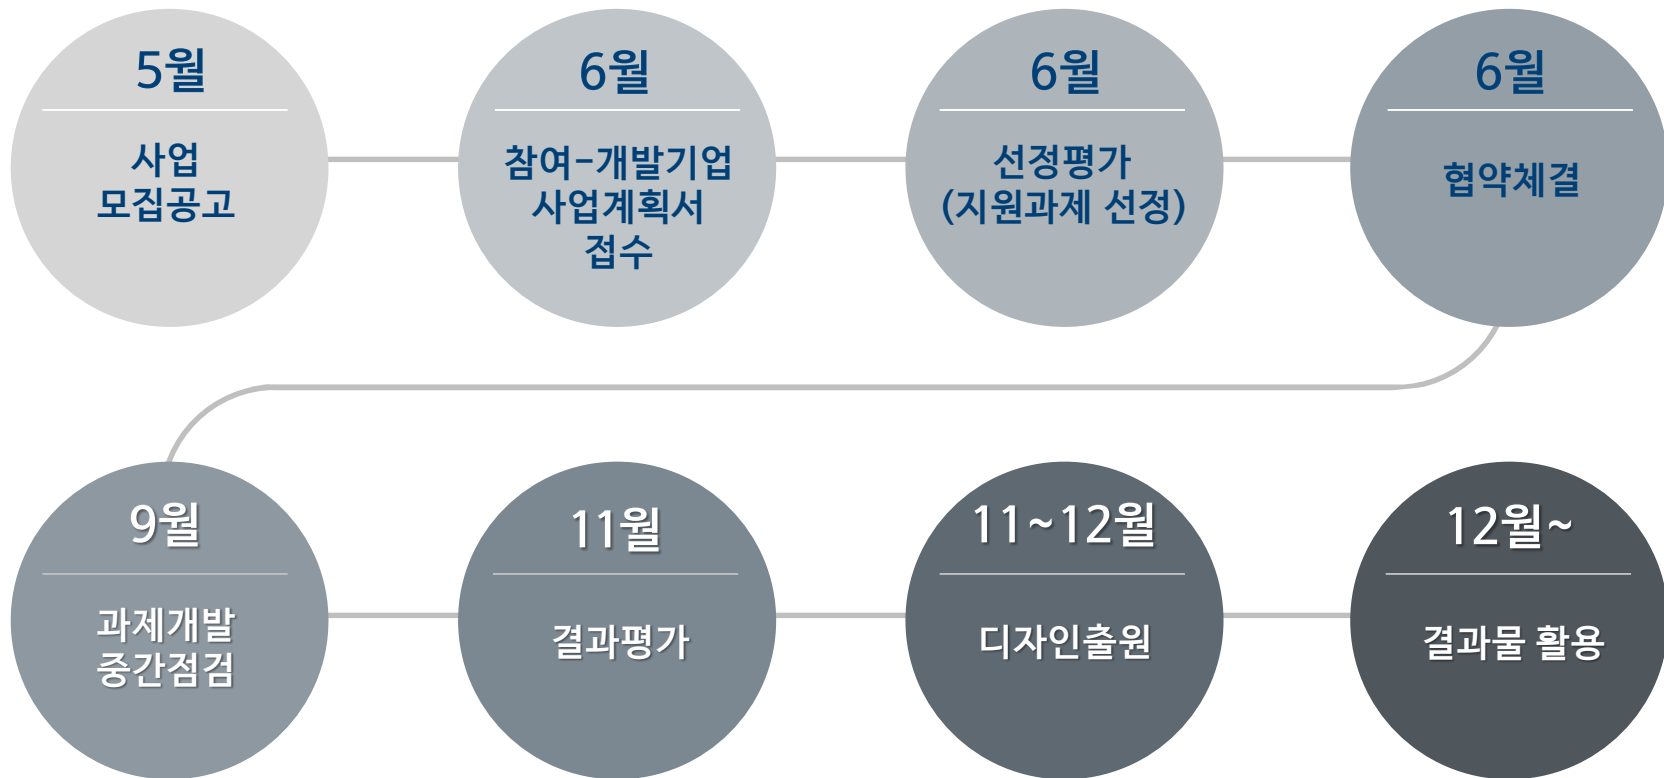 5월
사업
모집공고
6월
참여-개발기업
사업계획서
접수
6월
선정평가
(지원과제 선정)
6월
협약체결
9월
과제개발
중간점검
11월
결과평가
11~12월
디자인출원
12월~
결과물 활용